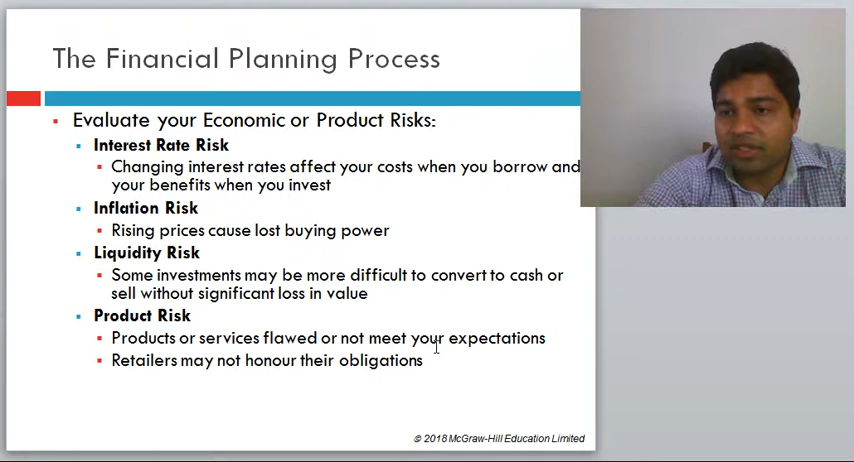 The Financial Planning Process
Evaluate your Economic or Product Risks:
Interest Rate Risk
Changing interest rates affect your costs when you borrow and
your benefits when you invest
Inflation Risk
Rising prices cause lost buying power
Liquidity Risk
Some investments may be more difficult to convert to cash or
sell without significant loss in value
Product Risk
Products or services flawed or not meet your expectations
Retailers may not honour their obligations
© 2018 McGraw-Hill Education Limited